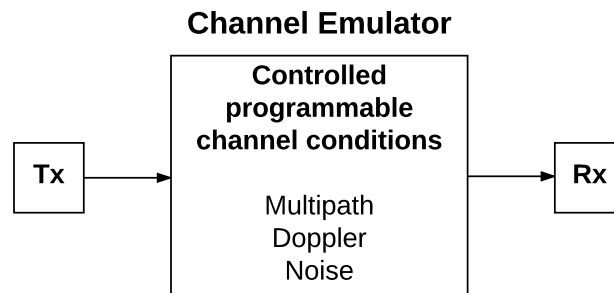 Channel Emulator
Controlled
programmable
channel conditions
Tx
Rx
Multipath
Doppler
Noise